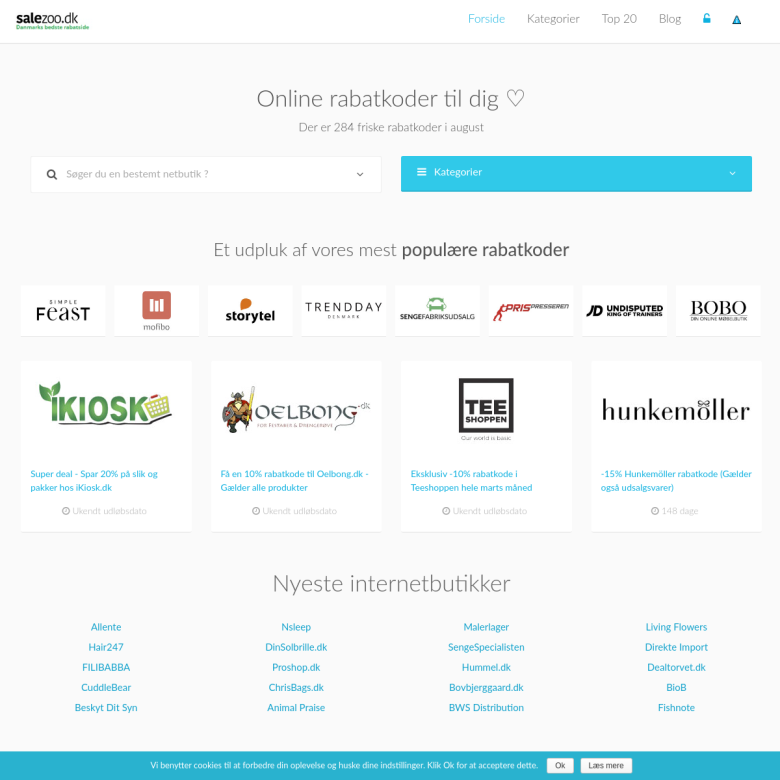 salezoo.dk
Danmarks bedste rabatside
Forside Kategorier Top 20 Blog
Online rabatkoder til dig ♡
Der er 284 friske rabatkoder i august
Søger du en bestemt netbutik ?
Kategorier
Et udpluk af vores mest populære rabatkoder
SIMPLE
FEAST
mofibo
storytel
TRENDDAY
DENMARK
SENGEFABRIKSUDSALG
PRISPRESSEREN
JD UNDISPUTED
KING OF TRAINERS
BOBO
DIN ONLINE MØBELBUTIK
iKIOSK
OELBONG.dk
FOR FESTABER & DRUKKETØSE
TEE
SHOPPEN
Our world is basic
hunkemöller
Super deal - Spar 20% på slik og
pakker hos iKiosk.dk
Ukendt udløbsdato
Få en 10% rabatkode til Oelbong.dk -
Gælder alle produkter
Ukendt udløbsdato
Eksklusiv -10% rabatkode i
Teeshoppen hele marts måned
Ukendt udløbsdato
-15% Hunkemöller rabatkode (Gælder
også udsalgsvarer)
148 dage
Nyeste internetbutikker
Allente Nsleep Malerlager Living Flowers
Hair247 DinSolbrille.dk SengeSpecialisten Direkte Import
FILIBABBA Proshop.dk Hummel.dk Dealtorvet.dk
CuddleBear ChrisBags.dk Bovbjerggaard.dk BioB
Beskyt Dit Syn Animal Praise BWS Distribution Fishnote
Vi benytter cookies til at forbedre din oplevelse og huske dine indstillinger. Klik Ok for at acceptere dette. Ok Læs mere